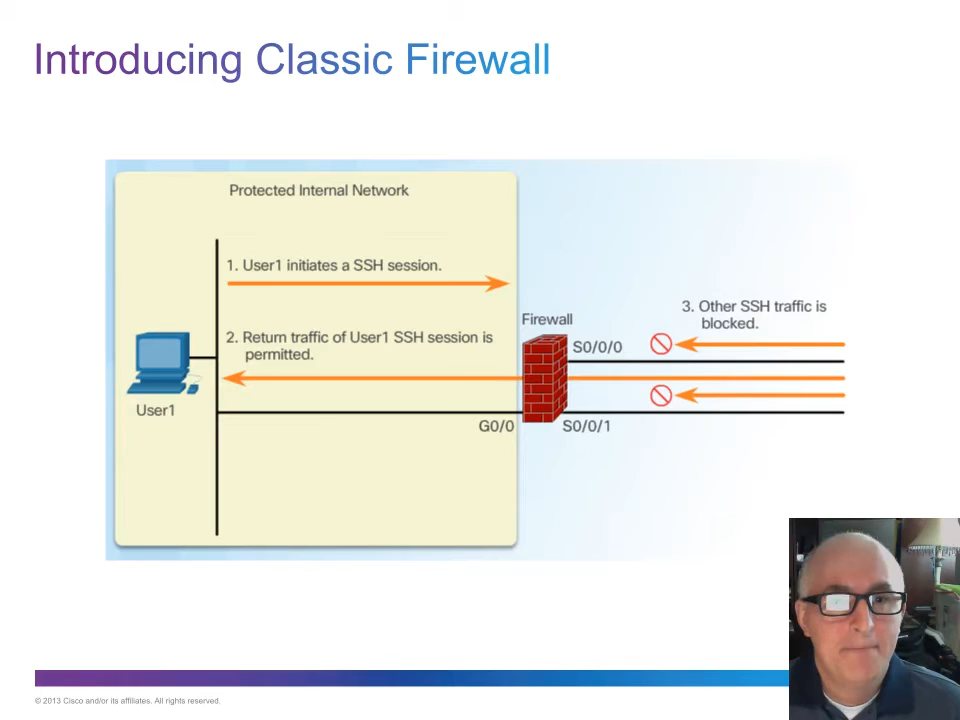 Introducing Classic Firewall
Protected Internal Network
1. User1 initiates a SSH session.
2. Return traffic of User1 SSH session is
permitted.
User1
Firewall
G0/0
S0/0/0
S0/0/1
3. Other SSH traffic is
blocked.
© 2013 Cisco and/or its affiliates. All rights reserved.